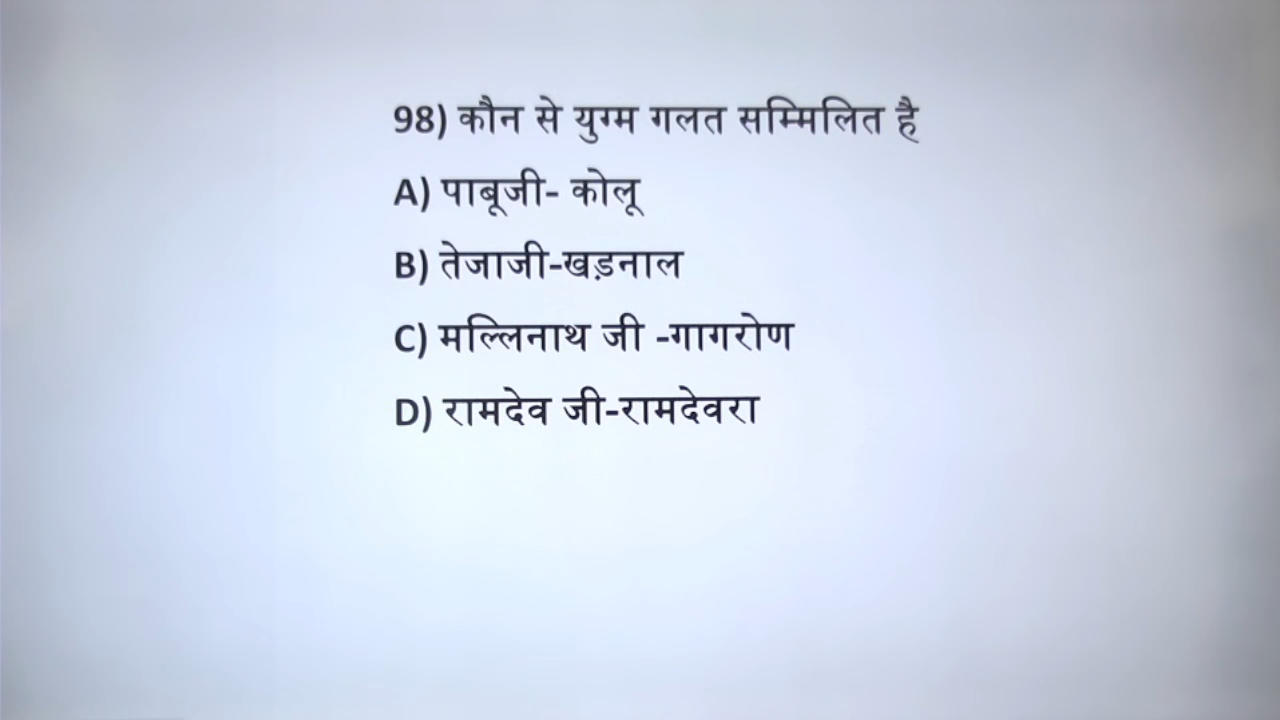 98) कौन से युग्म गलत सम्मिलित है
A) पाबूजी- कोलू
B) तेजाजी-खड़नाल
C) मल्लिनाथ जी -गागरोण
D) रामदेव जी-रामदेवरा